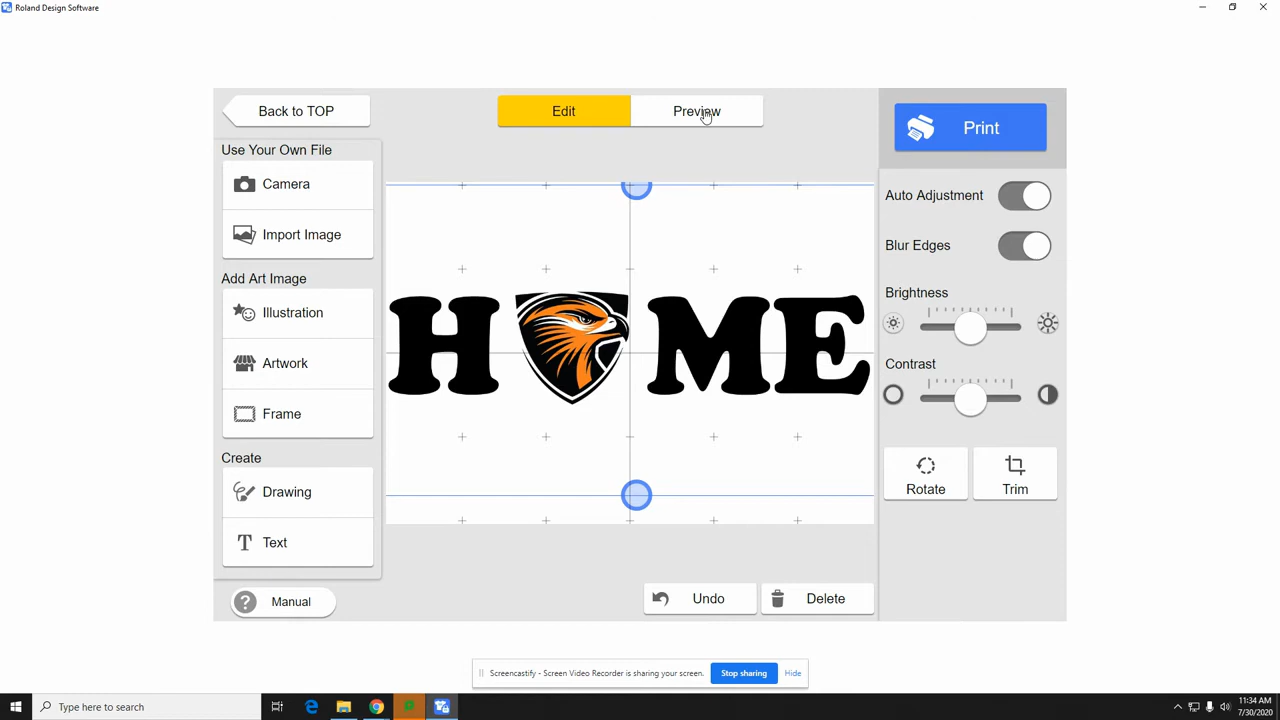 Roland Design Software
Back to TOP
Edit
Preview
Print
Use Your Own File
Camera
Import Image
Add Art Image
Illustration
Artwork
Frame
Create
Drawing
Text
Manual
H ME
Auto Adjustment
Blur Edges
Brightness
Contrast
Rotate
Trim
Undo
Delete
Screencastify - Screen Video Recorder is sharing your screen.
Stop sharing
Hide
Type here to search
11:34 AM
7/30/2020